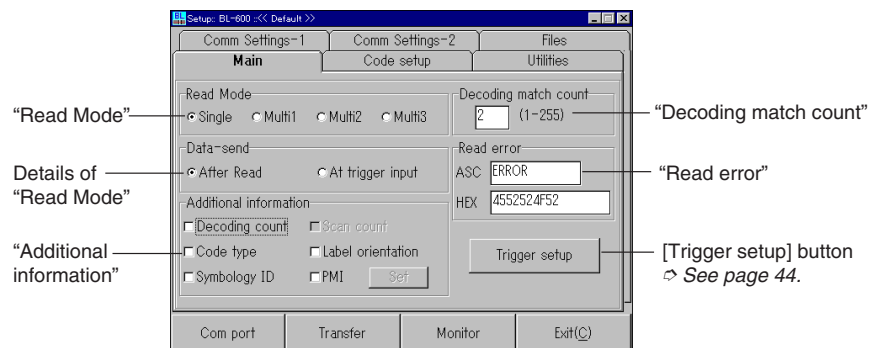 BL Setup:: BL-600 ::<< Default >>
Comm Settings-1 Comm Settings-2 Files
Main Code setup Utilities
"Read Mode"
Read Mode
Single Multi1 Multi2 Multi3
Decoding match count
2 (1-255)
"Decoding match count"
Details of
"Read Mode"
Data-send
After Read At trigger input
Read error
ASC ERROR
HEX 4552524F52
"Read error"
"Additional
information"
Additional information
Decoding count Scan count
Code type Label orientation
Symbology ID PMI Set
Trigger setup
[Trigger setup] button
➩ See page 44.
Com port Transfer Monitor Exit(C)